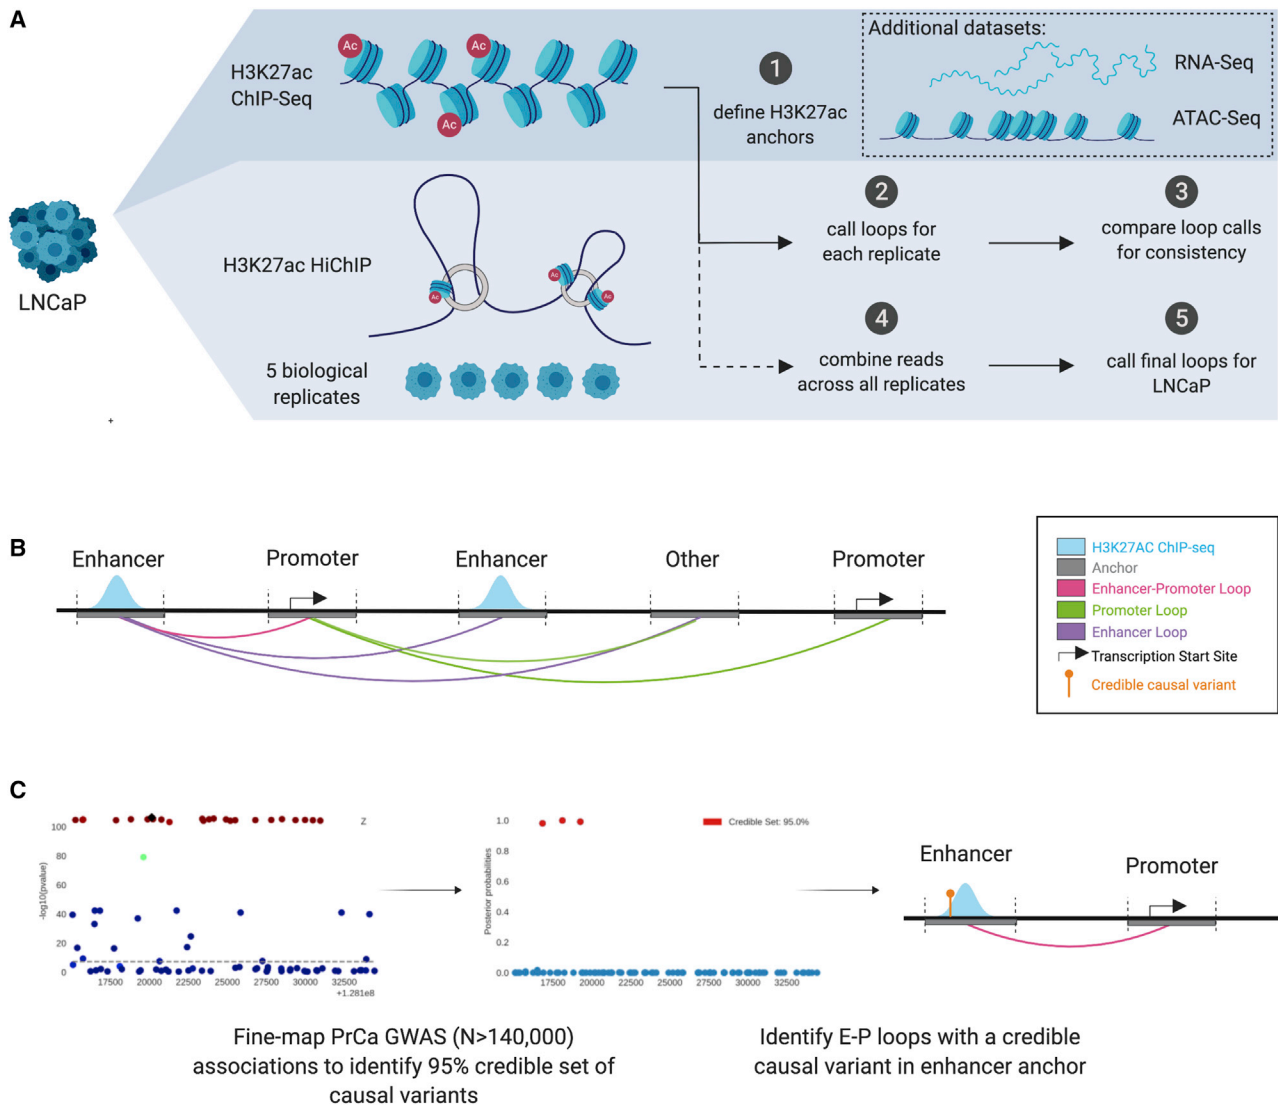 A
H3K27ac
ChIP-Seq
Ac
Ac
Ac
1
define H3K27ac
anchors
Additional datasets:
RNA-Seq
ATAC-Seq
LNCaP
H3K27ac HiChIP
Ac
Ac
Ac
5 biological
replicates
2
call loops for
each replicate
3
compare loop calls
for consistency
4
combine reads
across all replicates
5
call final loops for
LNCaP
+
B
Enhancer
Promoter
Enhancer
Other
Promoter
H3K27AC ChIP-seq
Anchor
Enhancer-Promoter Loop
Promoter Loop
Enhancer Loop
Transcription Start Site
Credible causal variant
C
-log10(pvalue)
100
80
60
40
20
0
17500 20000 22500 25000 27500 30000 32500
+1.281e8
Z
Posterior probabilities
1.0
0.8
0.6
0.4
0.2
0.0
17500 20000 22500 25000 27500 30000 32500
Credible Set: 95.0%
Enhancer
Promoter
Fine-map PrCa GWAS (N>140,000)
associations to identify 95% credible set of
causal variants
Identify E-P loops with a credible
causal variant in enhancer anchor